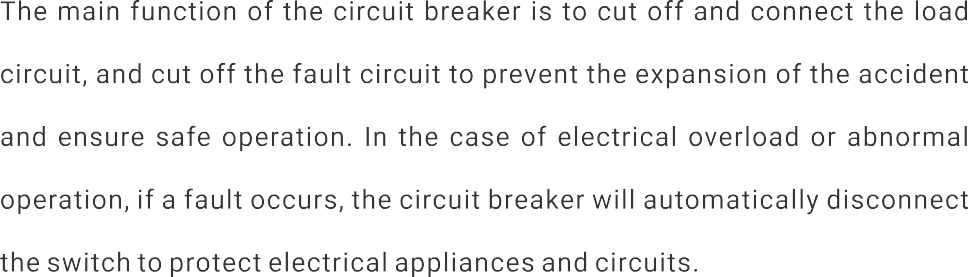 The main function of the circuit breaker is to cut off and connect the load
circuit, and cut off the fault circuit to prevent the expansion of the accident
and ensure safe operation. In the case of electrical overload or abnormal
operation, if a fault occurs, the circuit breaker will automatically disconnect
the switch to protect electrical appliances and circuits.